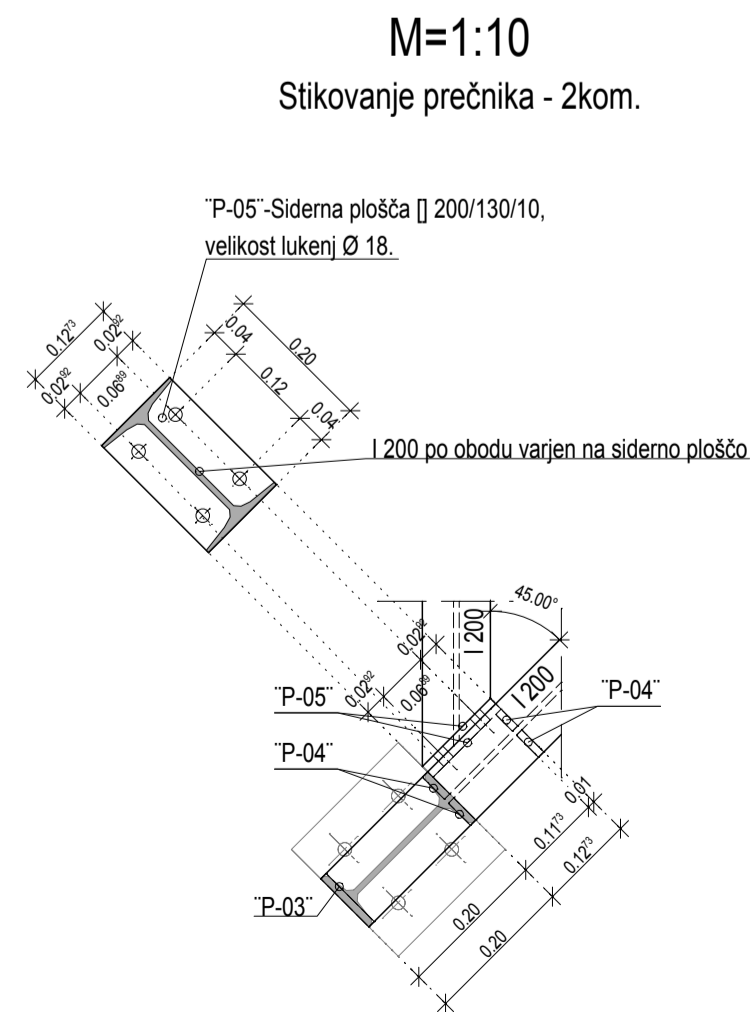 M=1:10
Stikovanje prečnika - 2kom.
¨P-05¨-Siderna plošča [] 200/130/10,
velikost lukenj Ø 18.
0.12⁷³
0.02⁹²
0.04
0.20
0.02⁹²
0.06⁸⁹
0.12
0.04
I 200 po obodu varjen na siderno ploščo
45.00°
I 200
0.02⁹²
0.02⁹²
0.06⁸⁹
I 200
¨P-05¨
¨P-04¨
¨P-04¨
0.01
0.11⁷³
0.12⁷³
¨P-03¨
0.20
0.20